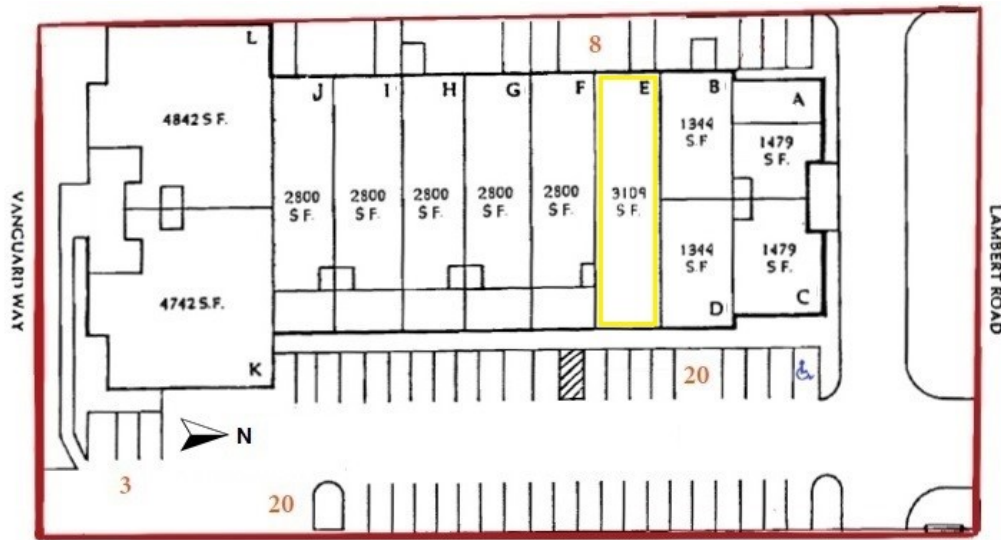 L
8
J
I
H
G
F
E
B
A
4842 S F.
1344
S.F
1479
S F.
2800
S F.
2800
S F.
2800
S F.
2800
S F.
2800
S F.
3109
S F.
VANGUARD WAY
LAMBERT ROAD
1344
S.F
1479
S F.
4742 S.F.
D
C
K
20
N
3
20